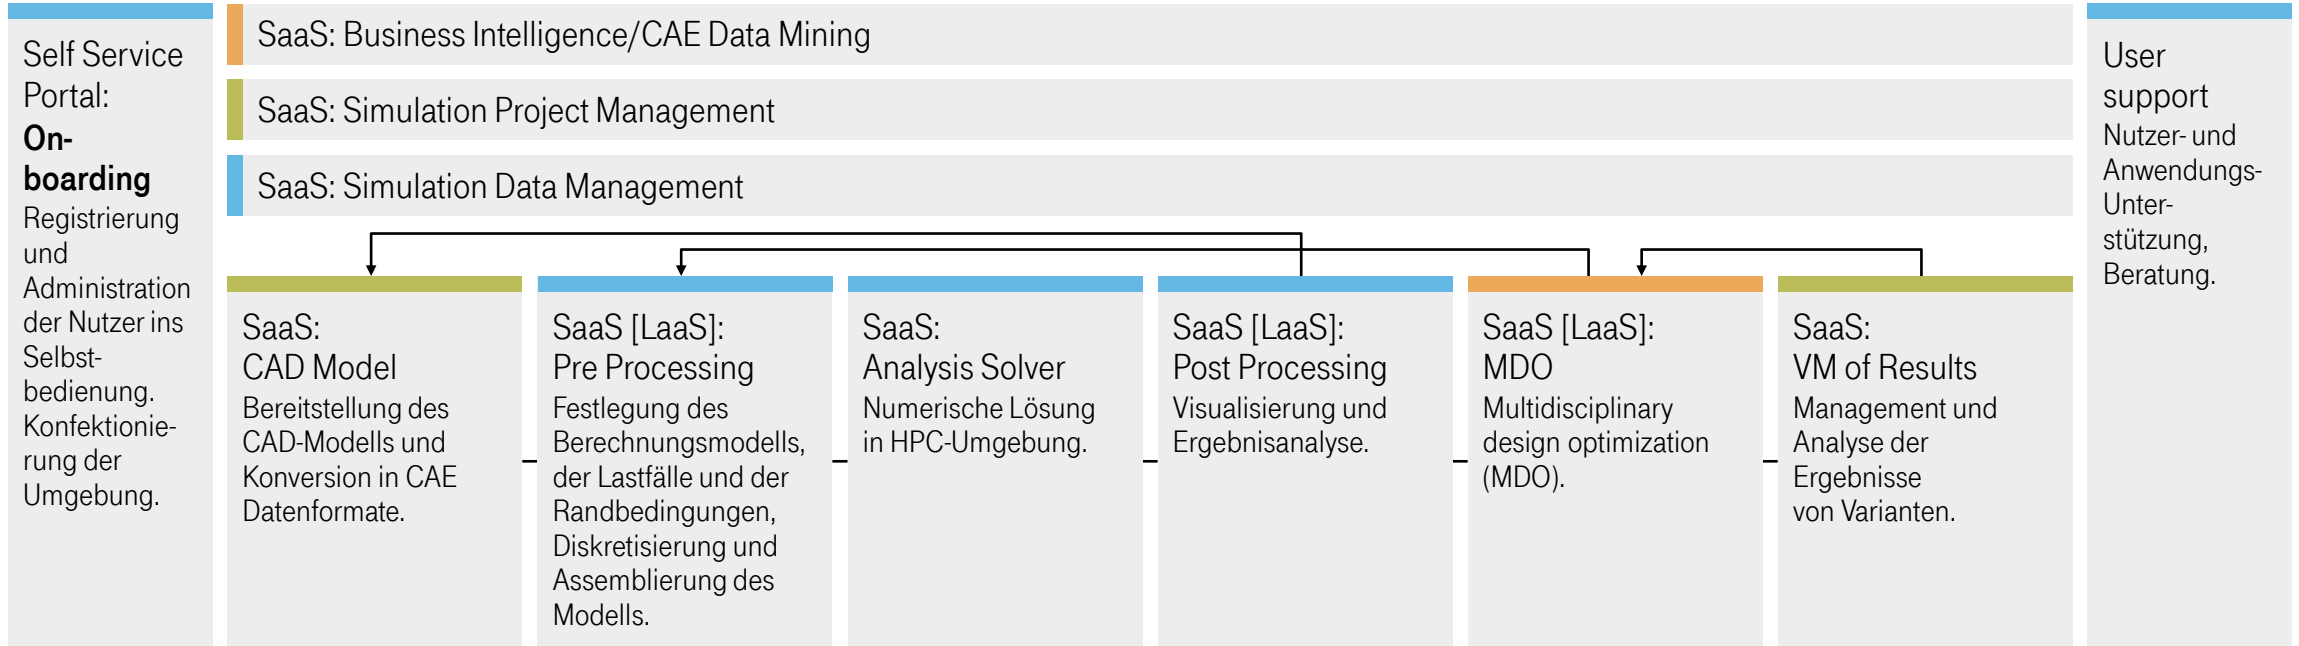 Self Service
Portal:
On-
boarding
Registrierung
und
Administration
der Nutzer ins
Selbst-
bedienung.
Konfektionie-
rung der
Umgebung.
SaaS: Business Intelligence/CAE Data Mining
SaaS: Simulation Project Management
SaaS: Simulation Data Management
SaaS:
CAD Model
Bereitstellung des
CAD-Modells und
Konversion in CAE
Datenformate.
SaaS [LaaS]:
Pre Processing
Festlegung des
Berechnungsmodells,
der Lastfälle und der
Randbedingungen,
Diskretisierung und
Assemblierung des
Modells.
SaaS:
Analysis Solver
Numerische Lösung
in HPC-Umgebung.
SaaS [LaaS]:
Post Processing
Visualisierung und
Ergebnisanalyse.
SaaS [LaaS]:
MDO
Multidisciplinary
design optimization
(MDO).
SaaS:
VM of Results
Management und
Analyse der
Ergebnisse
von Varianten.
User
support
Nutzer- und
Anwendungs-
Unter-
stützung,
Beratung.